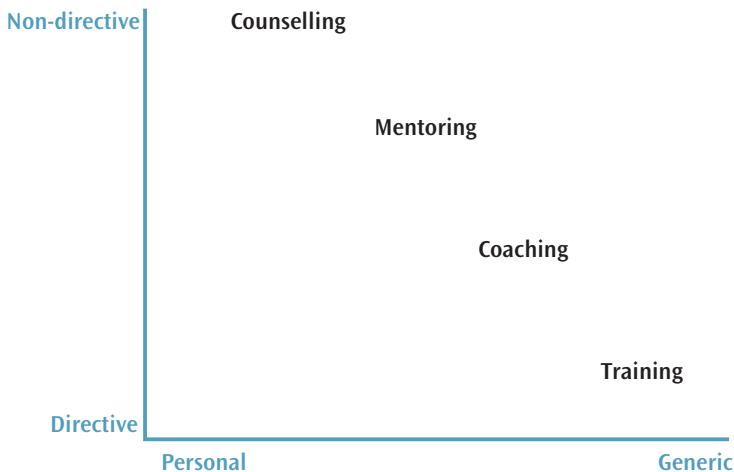 Non-directive
Counselling
Mentoring
Coaching
Training
Directive
Personal
Generic